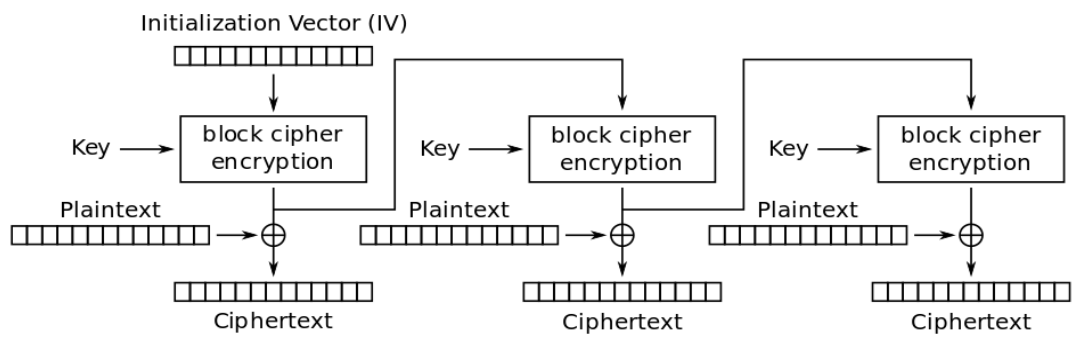 Initialization Vector (IV)
Key
block cipher
encryption
Plaintext
Ciphertext
Key
block cipher
encryption
Plaintext
Ciphertext
Key
block cipher
encryption
Plaintext
Ciphertext